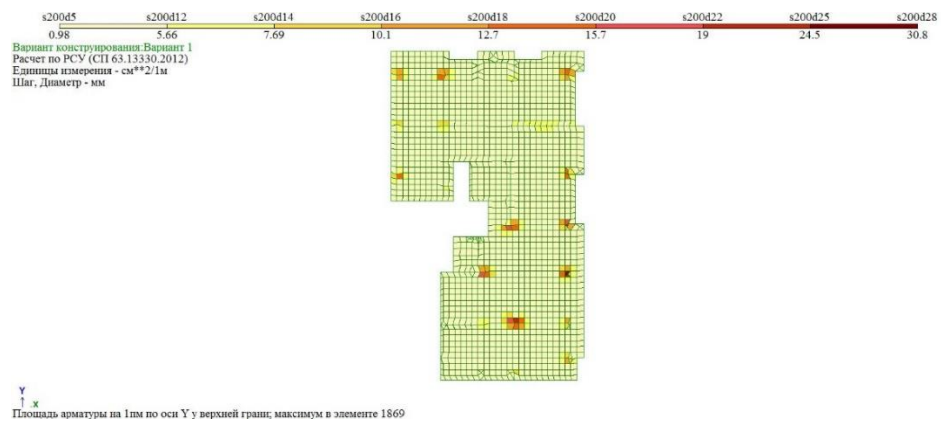 s200d5 s200d12 s200d14 s200d16 s200d18 s200d20 s200d22 s200d25 s200d28
0.98 5.66 7.69 10.1 12.7 15.7 19 24.5 30.8
Вариант конструирования:Вариант 1
Расчет по РСУ (СП 63.13330.2012)
Единицы измерения - см**2/1м
Шаг, Диаметр - мм
Y
X
Площадь арматуры на 1пм по оси Y у верхней грани; максимум в элементе 1869